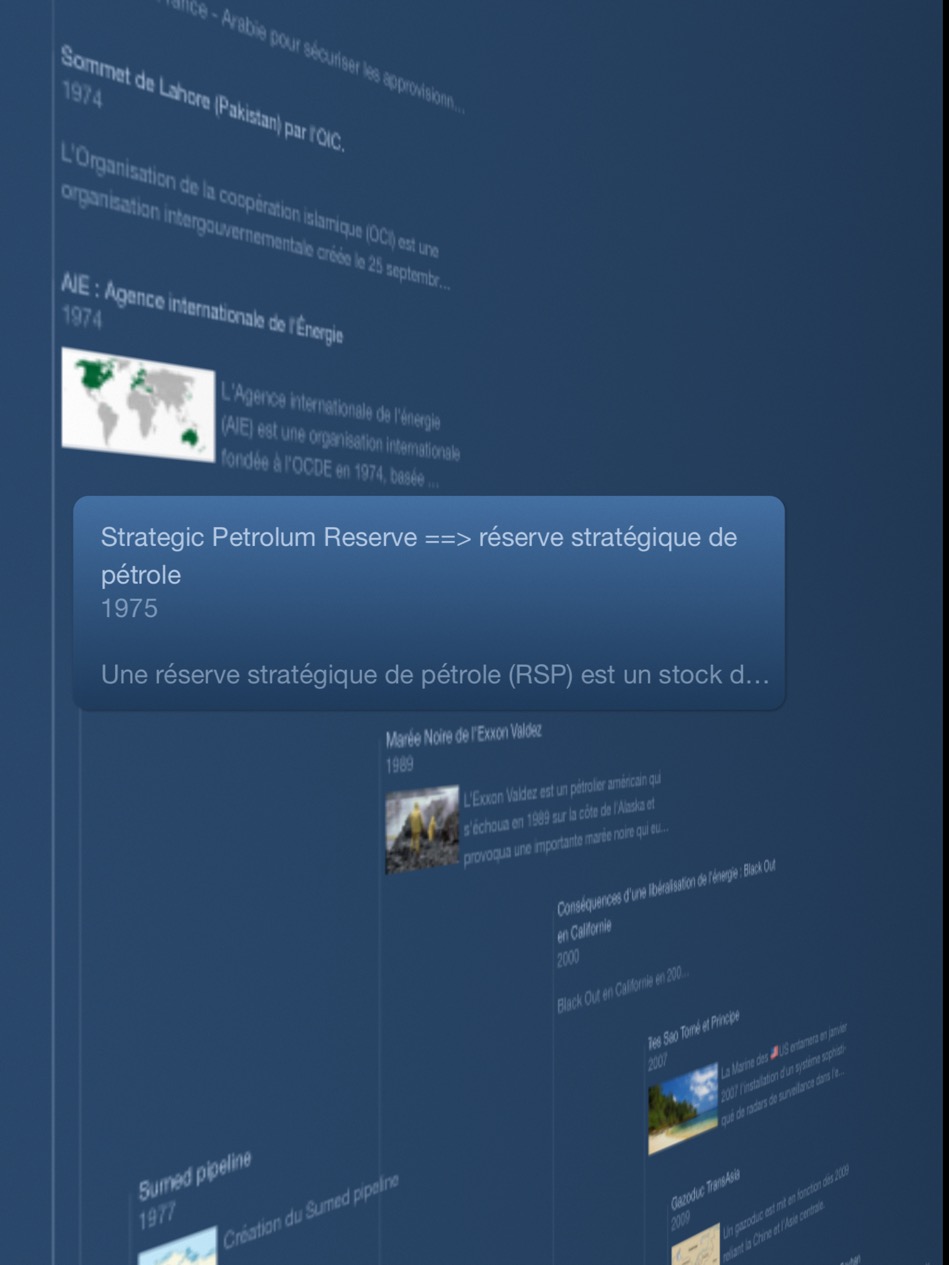 France - Arabie pour sécuriser les approvisionn...
Sommet de Lahore (Pakistan) par l'OIC.
1974
L'Organisation de la coopération islamique (OCI) est une
organisation intergouvernementale créée le 25 septembr...
AIE : Agence internationale de l'Énergie
1974
L'Agence internationale de l'énergie
(AIE) est une organisation internationale
fondée à l'OCDE en 1974, basée ...
Strategic Petrolum Reserve ==> réserve stratégique de
pétrole
1975
Une réserve stratégique de pétrole (RSP) est un stock d...
Marée Noire de l'Exxon Valdez
1989
L'Exxon Valdez est un pétrolier américain qui
s'échoua en 1989 sur la côte de l'Alaska et
provoqua une importante marée noire qui eu...
Conséquences d'une libéralisation de l'énergie : Black Out
en Californie
2000
Black Out en Californie en 200...
Îles Sao Tomé et Principe
2007
La Marine des 🇺🇸US entamera en janvier
2007 l'installation d'un système sophisti-
qué de radars de surveillance dans l'e...
Sumed pipeline
1977
Création du Sumed pipeline
Gazoduc TransAsia
2009
Un gazoduc est mit en fonction dès 2009
reliant la Chine et l'Asie centrale.